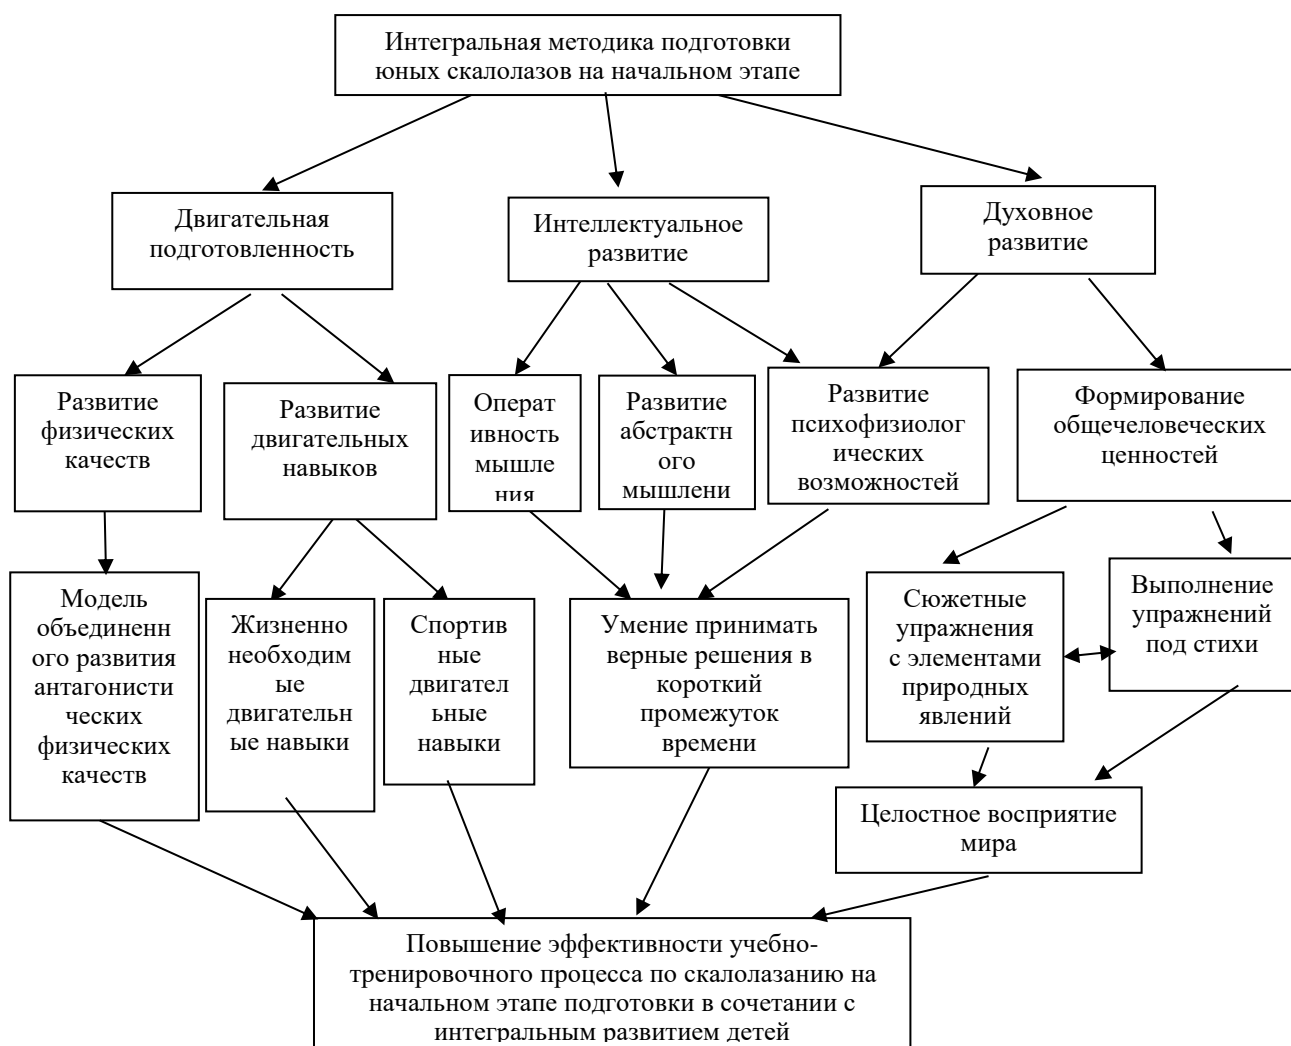 Интегральная методика подготовки
юных скалолазов на начальном этапе
Двигательная
подготовленность
Интеллектуальное
развитие
Духовное
развитие
Развитие
физических
качеств
Развитие
двигательных
навыков
Операт
ивность
мышле
ния
Развитие
абстрактн
ого
мышлени
Развитие
психофизиолог
ических
возможностей
Формирование
общечеловеческих
ценностей
Модель
объединенн
ого развития
антагонисти
ческих
физических
качеств
Жизненно
необходим
ые
двигательн
ые навыки
Спортив
ные
двигател
ьные
навыки
Умение принимать
верные решения в
короткий
промежуток
времени
Сюжетные
упражнения
с элементами
природных
явлений
Выполнение
упражнений
под стихи
Целостное восприятие
мира
Повышение эффективности учебно-
тренировочного процесса по скалолазанию на
начальном этапе подготовки в сочетании с
интегральным развитием детей